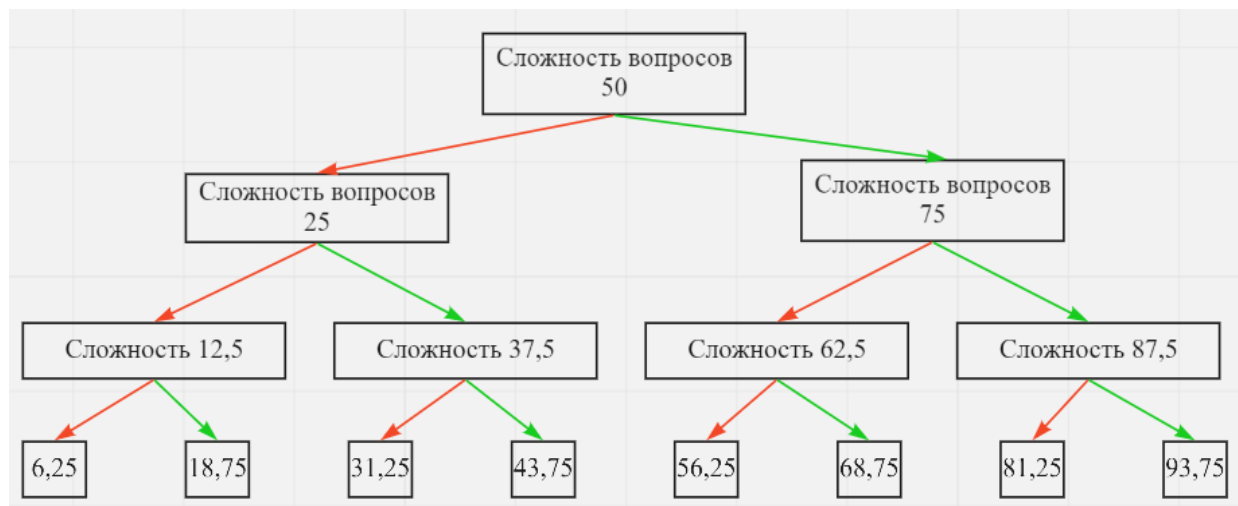 Сложность вопросов
50
Сложность вопросов
25
Сложность вопросов
75
Сложность 12,5
Сложность 37,5
Сложность 62,5
Сложность 87,5
6,25
18,75
31,25
43,75
56,25
68,75
81,25
93,75